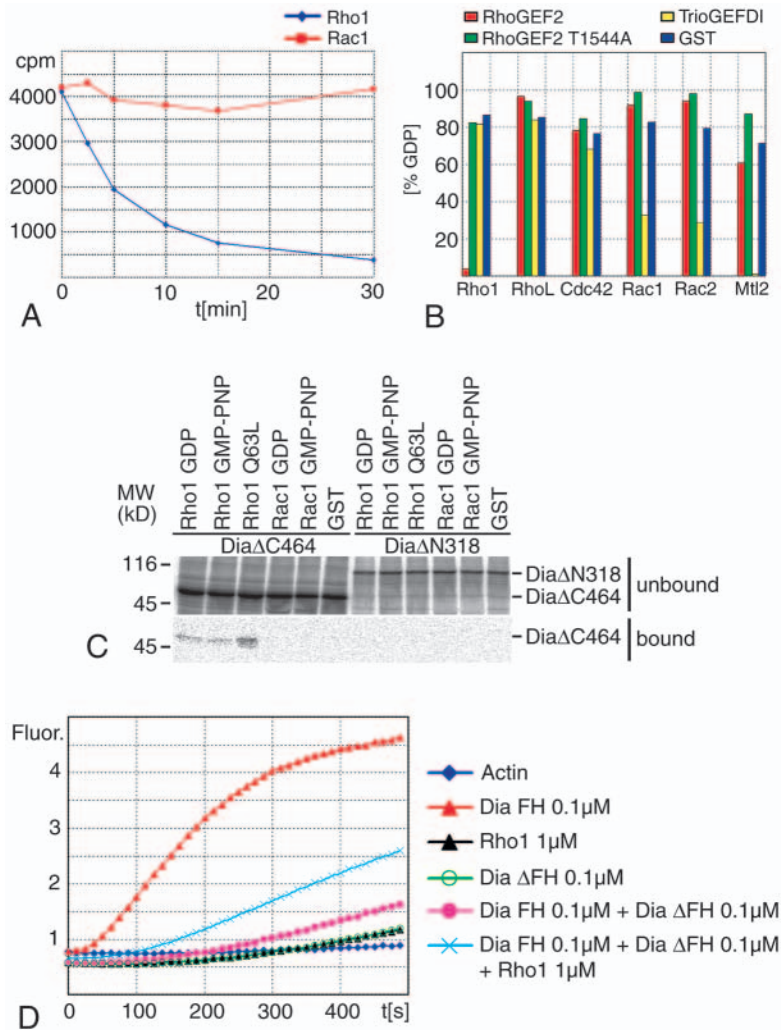 Rho1
Rac1
cpm
4000
3000
2000
1000
0 10 20 30
t[min]
A
RhoGEF2
RhoGEF2 T1544A
TrioGEFDI
GST
[% GDP]
100
80
60
40
20
Rho1 RhoL Cdc42 Rac1 Rac2 Mtl2
B
MW
(kD)
Rho1 GDP
Rho1 GMP-PNP
Rho1 Q63L
Rac1 GDP
Rac1 GMP-PNP
GST
Rho1 GDP
Rho1 GMP-PNP
Rho1 Q63L
Rac1 GDP
Rac1 GMP-PNP
GST
DiaΔC464 DiaΔN318
116
45
DiaΔN318
DiaΔC464
unbound
45
DiaΔC464
bound
C
Fluor.
4
3
2
1
0 100 200 300 400 t[s]
D
Actin
Dia FH 0.1µM
Rho1 1µM
Dia ΔFH 0.1µM
Dia FH 0.1µM + Dia ΔFH 0.1µM
Dia FH 0.1µM + Dia ΔFH 0.1µM
+ Rho1 1µM